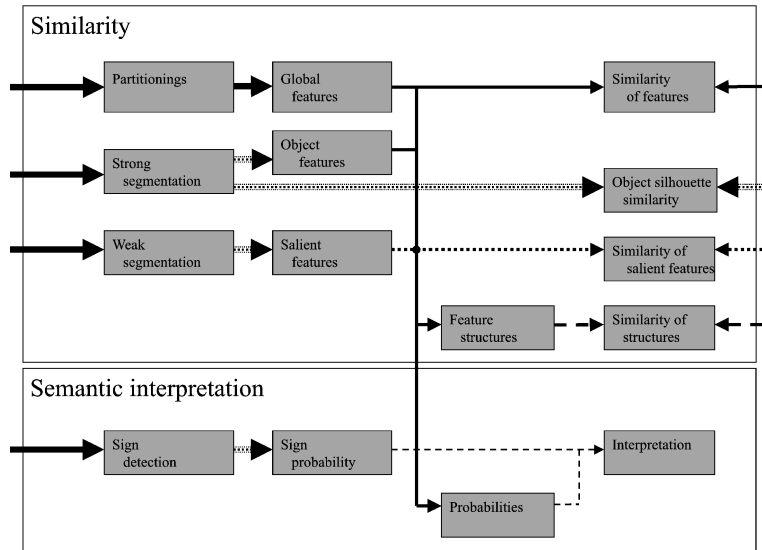 Similarity
Partitionings
Global
features
Similarity
of features
Strong
segmentation
Object
features
Object silhouette
similarity
Weak
segmentation
Salient
features
Similarity of
salient features
Feature
structures
Similarity of
structures
Semantic interpretation
Sign
detection
Sign
probability
Interpretation
Probabilities